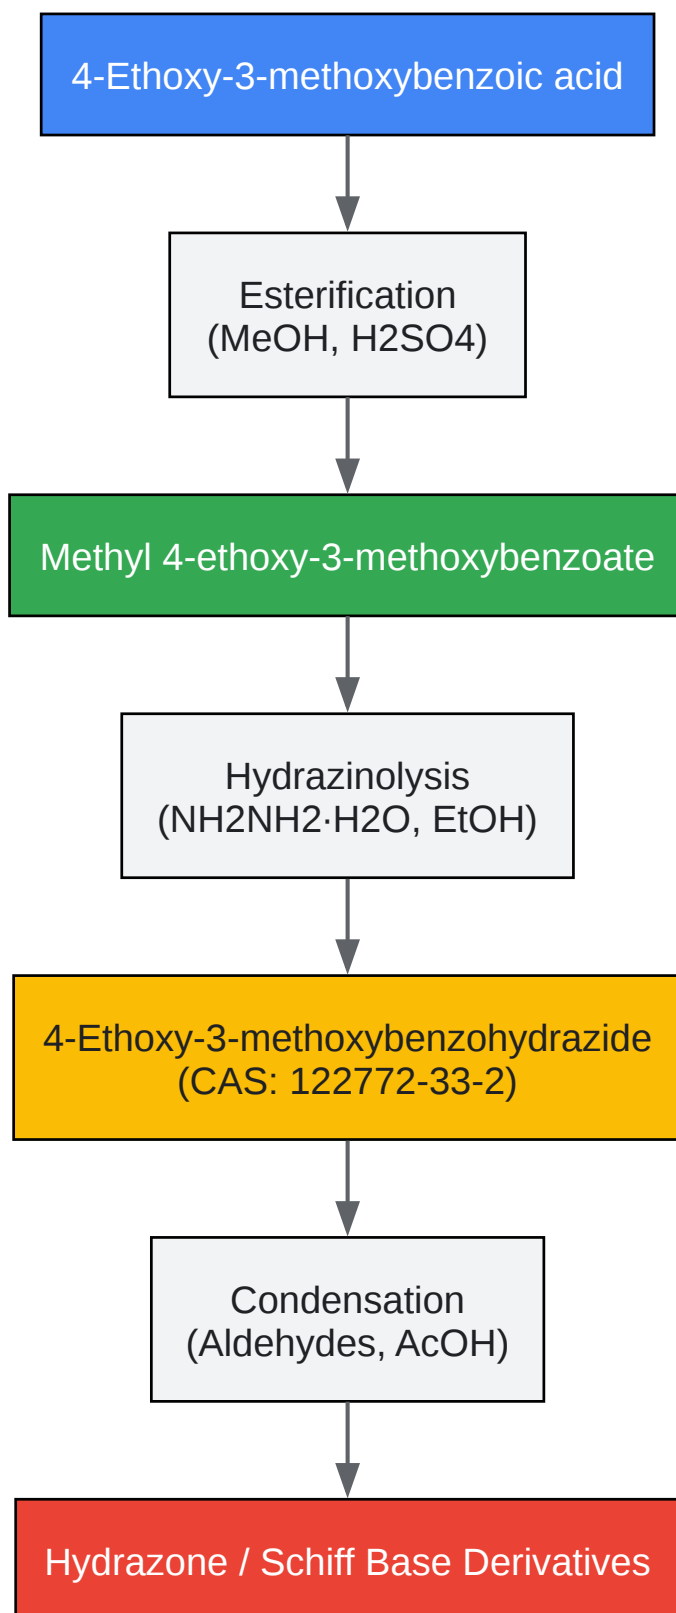 4-Ethoxy-3-methoxybenzoic acid
Esterification
(MeOH, H2SO4)
Methyl 4-ethoxy-3-methoxybenzoate
Hydrazinolysis
(NH2NH2·H2O, EtOH)
4-Ethoxy-3-methoxybenzohydrazide
(CAS: 122772-33-2)
Condensation
(Aldehydes, AcOH)
Hydrazone / Schiff Base Derivatives